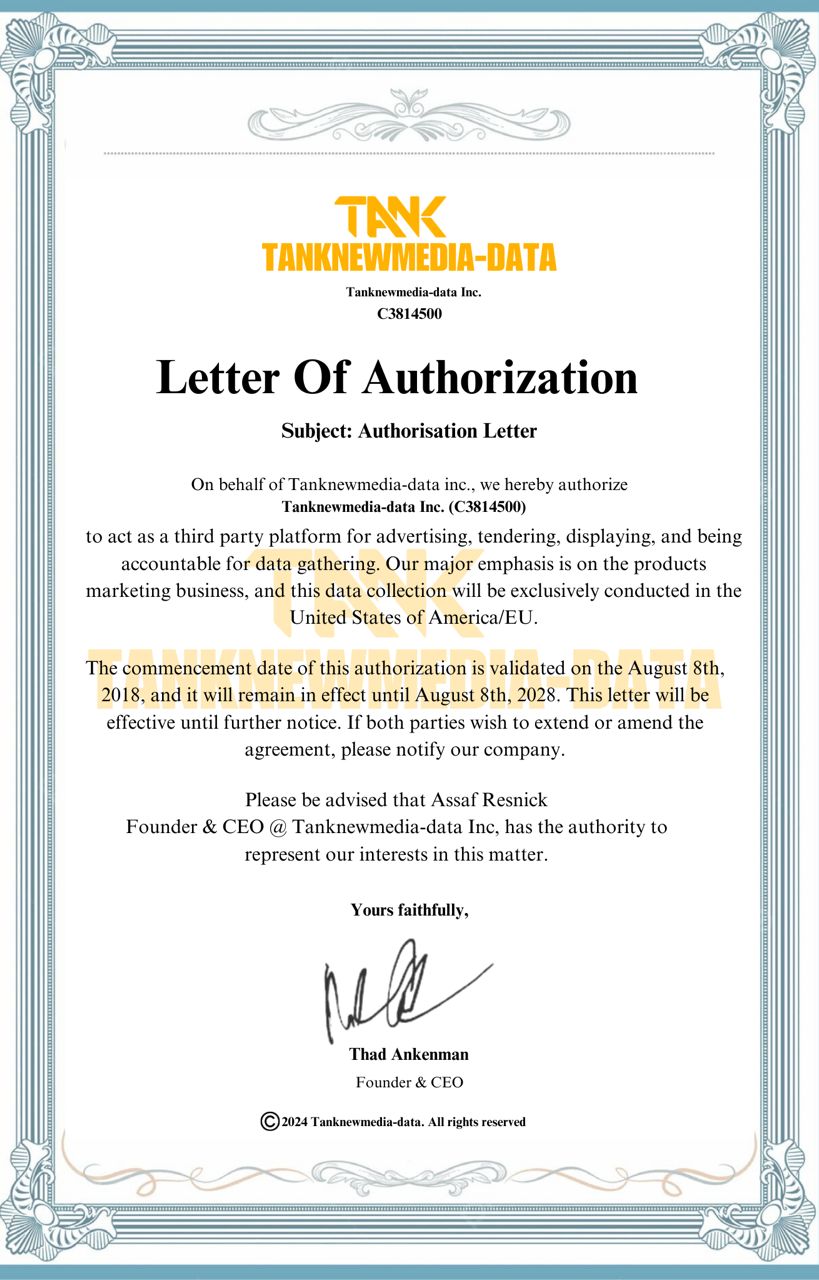 TANK
TANKNEWMEDIA-DATA
Tanknewmedia-data Inc.
C3814500
Letter Of Authorization
Subject: Authorisation Letter
On behalf of Tanknewmedia-data inc., we hereby authorize
Tanknewmedia-data Inc. (C3814500)
to act as a third party platform for advertising, tendering, displaying, and being
accountable for data gathering. Our major emphasis is on the products
marketing business, and this data collection will be exclusively conducted in the
United States of America/EU.
TANK
TANKNEWMEDIA-DATA
The commencement date of this authorization is validated on the August 8th,
2018, and it will remain in effect until August 8th, 2028. This letter will be
effective until further notice. If both parties wish to extend or amend the
agreement, please notify our company.
Please be advised that Assaf Resnick
Founder & CEO @ Tanknewmedia-data Inc, has the authority to
represent our interests in this matter.
Yours faithfully,
Thad Ankenman
Founder & CEO
©2024 Tanknewmedia-data. All rights reserved